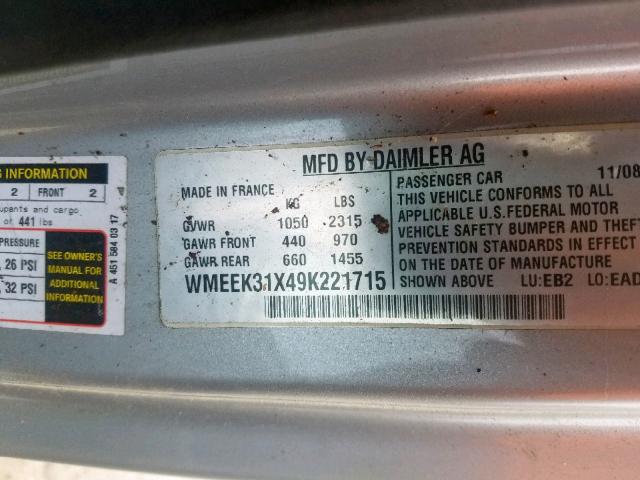 G INFORMATION
2 FRONT 2
upants and cargo
of 441 lbs
PRESSURE
26 PSI
32 PSI
SEE OWNER'S
MANUAL FOR
ADDITIONAL
INFORMATION
A 451 584 03 17
MFD BY DAIMLER AG
MADE IN FRANCE
KG LBS
GVWR 1050 2315
GAWR FRONT 440 970
GAWR REAR 660 1455
WMEEK31X49K221715
11/08
PASSENGER CAR
THIS VEHICLE CONFORMS TO ALL
APPLICABLE U.S.FEDERAL MOTOR
VEHICLE SAFETY BUMPER AND THEFT
PREVENTION STANDARDS IN EFFECT
ON THE DATE OF MANUFACTURE
SHOWN ABOVE LU:EB2 LO:EAD